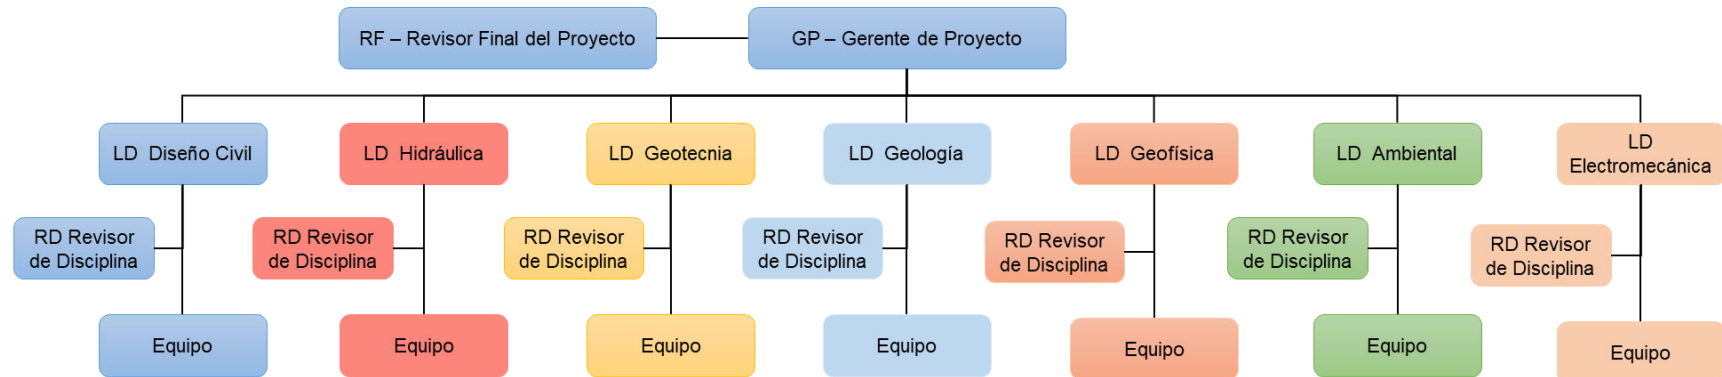 RF – Revisor Final del Proyecto
GP – Gerente de Proyecto
LD Diseño Civil
LD Hidráulica
LD Geotecnia
LD Geología
LD Geofísica
LD Ambiental
LD
Electromecánica
RD Revisor
de Disciplina
RD Revisor
de Disciplina
RD Revisor
de Disciplina
RD Revisor
de Disciplina
RD Revisor
de Disciplina
RD Revisor
de Disciplina
RD Revisor
de Disciplina
Equipo
Equipo
Equipo
Equipo
Equipo
Equipo
Equipo